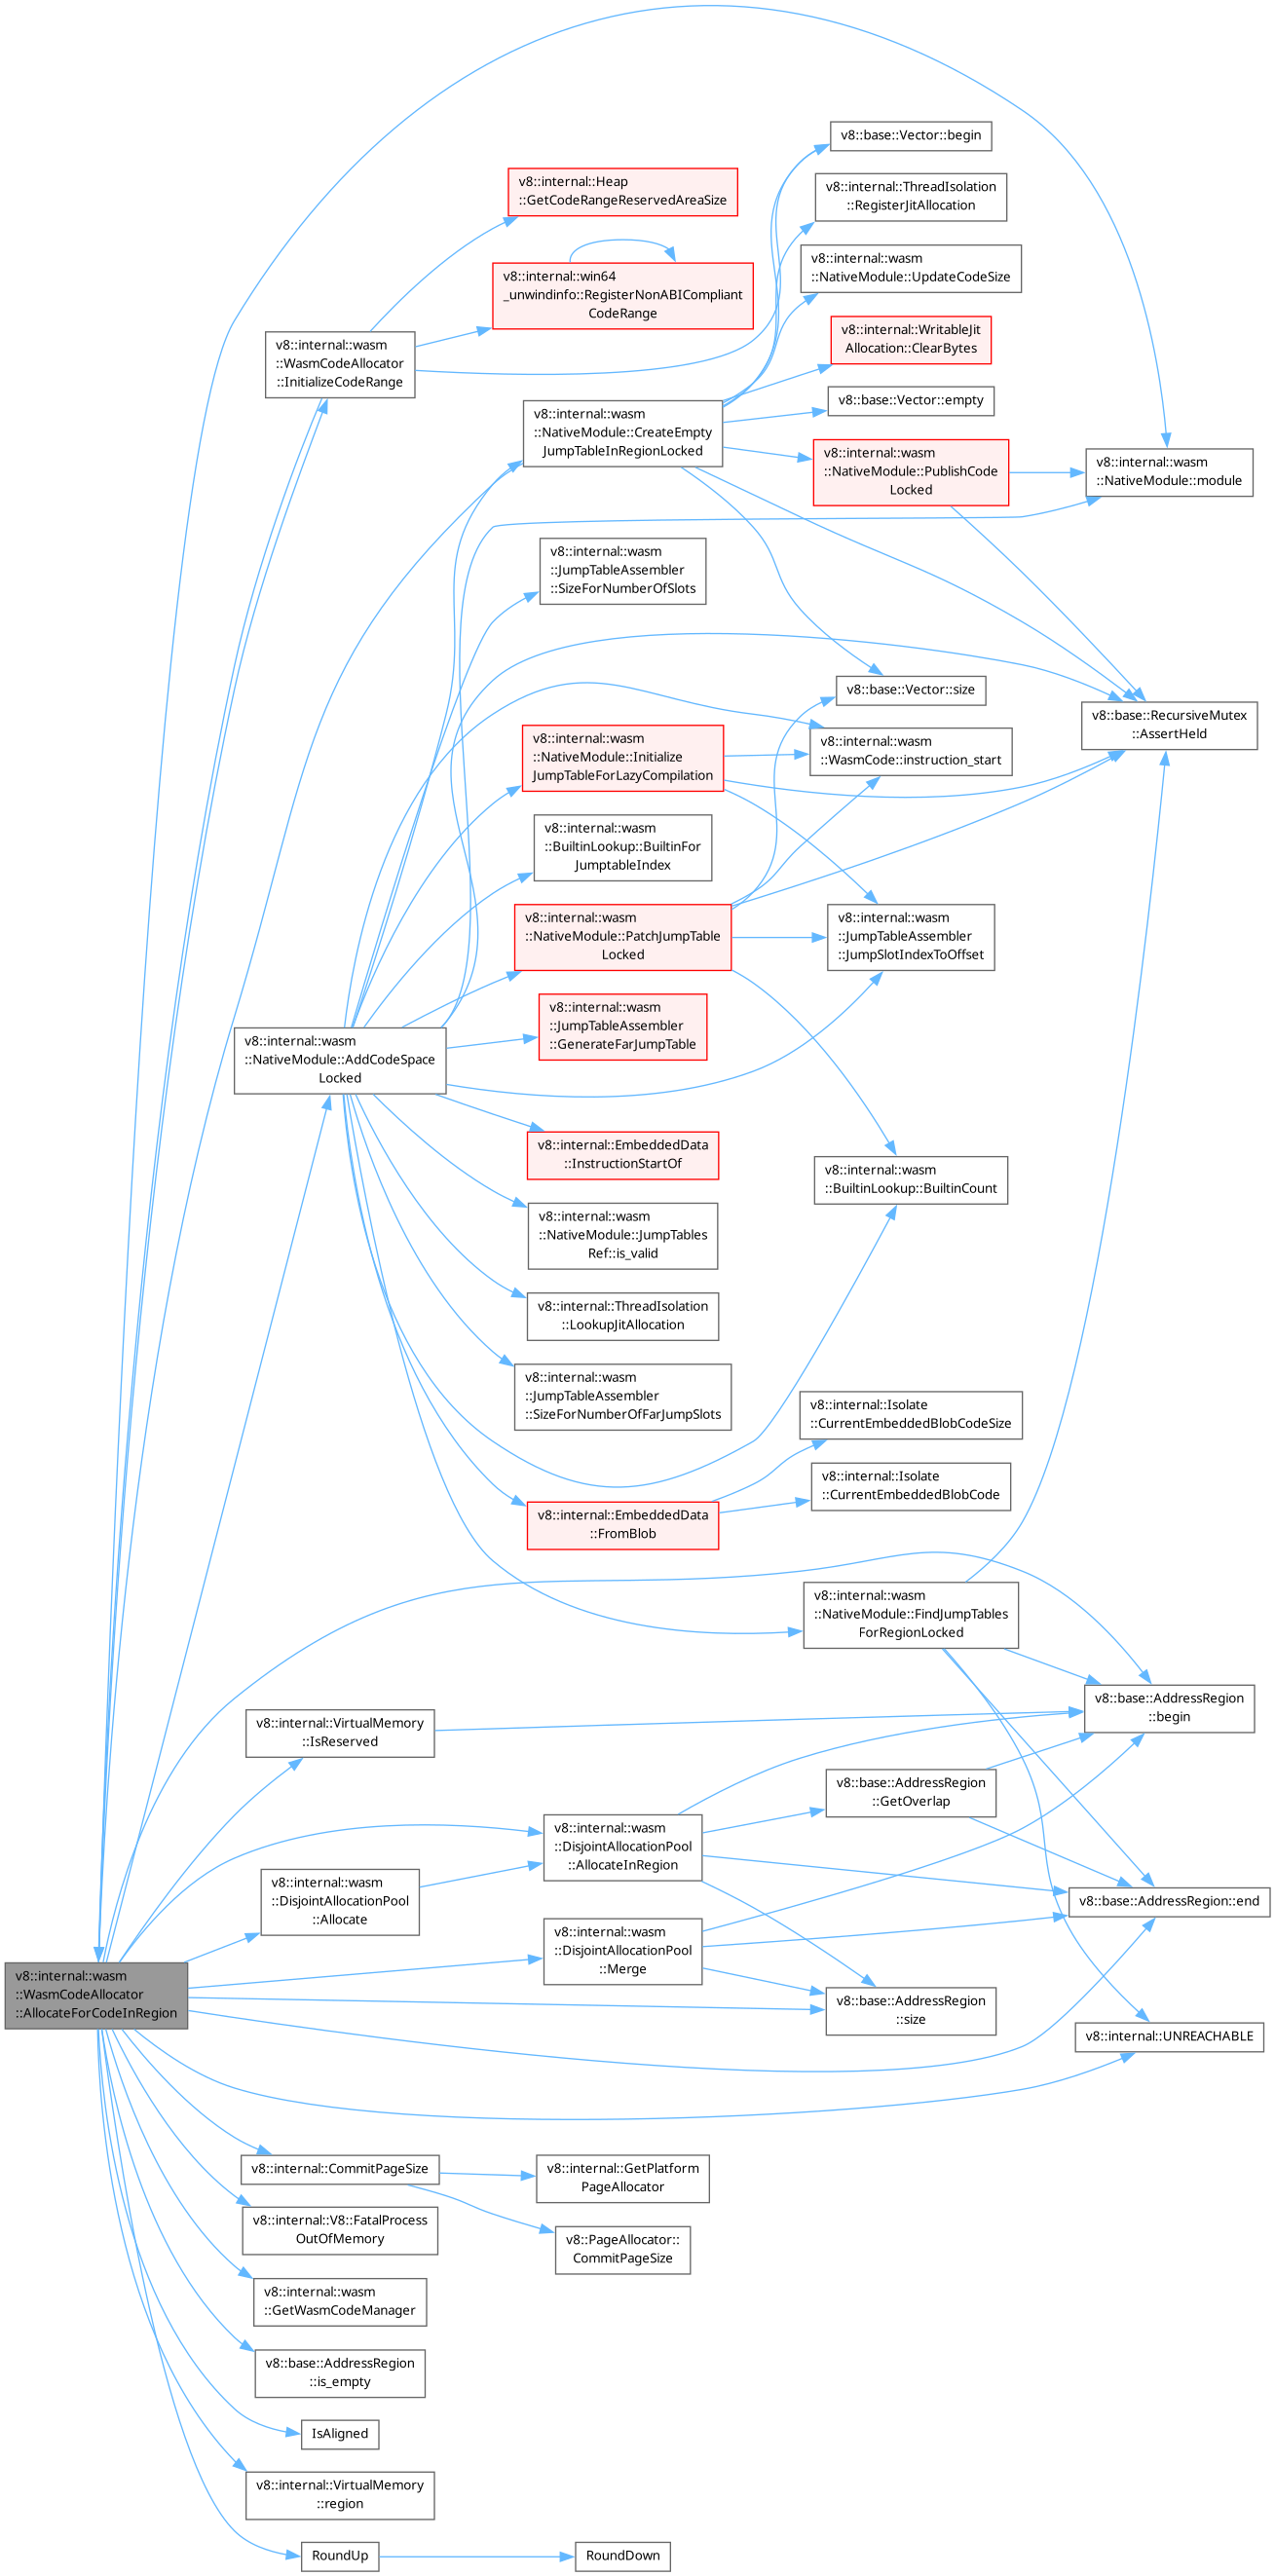 v8::base::Vector::begin
v8::internal::Heap
::GetCodeRangeReservedAreaSize
v8::internal::ThreadIsolation
::RegisterJitAllocation
v8::internal::wasm
::NativeModule::UpdateCodeSize
v8::internal::win64
_unwindinfo::RegisterNonABICompliant
CodeRange
v8::internal::WritableJit
Allocation::ClearBytes
v8::internal::wasm
::WasmCodeAllocator
::InitializeCodeRange
v8::base::Vector::empty
v8::internal::wasm
::NativeModule::CreateEmpty
JumpTableInRegionLocked
v8::internal::wasm
::NativeModule::PublishCode
Locked
v8::internal::wasm
::NativeModule::module
v8::internal::wasm
::JumpTableAssembler
::SizeForNumberOfSlots
v8::base::Vector::size
v8::base::RecursiveMutex
::AssertHeld
v8::internal::wasm
::NativeModule::Initialize
JumpTableForLazyCompilation
v8::internal::wasm
::WasmCode::instruction_start
v8::internal::wasm
::BuiltinLookup::BuiltinFor
JumptableIndex
v8::internal::wasm
::NativeModule::PatchJumpTable
Locked
v8::internal::wasm
::JumpTableAssembler
::JumpSlotIndexToOffset
v8::internal::wasm
::JumpTableAssembler
::GenerateFarJumpTable
v8::internal::wasm
::NativeModule::AddCodeSpace
Locked
v8::internal::EmbeddedData
::InstructionStartOf
v8::internal::wasm
::BuiltinLookup::BuiltinCount
v8::internal::wasm
::NativeModule::JumpTables
Ref::is_valid
v8::internal::ThreadIsolation
::LookupJitAllocation
v8::internal::wasm
::JumpTableAssembler
::SizeForNumberOfFarJumpSlots
v8::internal::Isolate
::CurrentEmbeddedBlobCodeSize
v8::internal::Isolate
::CurrentEmbeddedBlobCode
v8::internal::EmbeddedData
::FromBlob
v8::internal::wasm
::NativeModule::FindJumpTables
ForRegionLocked
v8::internal::VirtualMemory
::IsReserved
v8::base::AddressRegion
::begin
v8::base::AddressRegion
::GetOverlap
v8::internal::wasm
::DisjointAllocationPool
::AllocateInRegion
v8::internal::wasm
::DisjointAllocationPool
::Allocate
v8::base::AddressRegion::end
v8::internal::wasm
::DisjointAllocationPool
::Merge
v8::internal::wasm
::WasmCodeAllocator
::AllocateForCodeInRegion
v8::base::AddressRegion
::size
v8::internal::UNREACHABLE
v8::internal::CommitPageSize
v8::internal::GetPlatform
PageAllocator
v8::internal::V8::FatalProcess
OutOfMemory
v8::PageAllocator::
CommitPageSize
v8::internal::wasm
::GetWasmCodeManager
v8::base::AddressRegion
::is_empty
IsAligned
v8::internal::VirtualMemory
::region
RoundUp
RoundDown